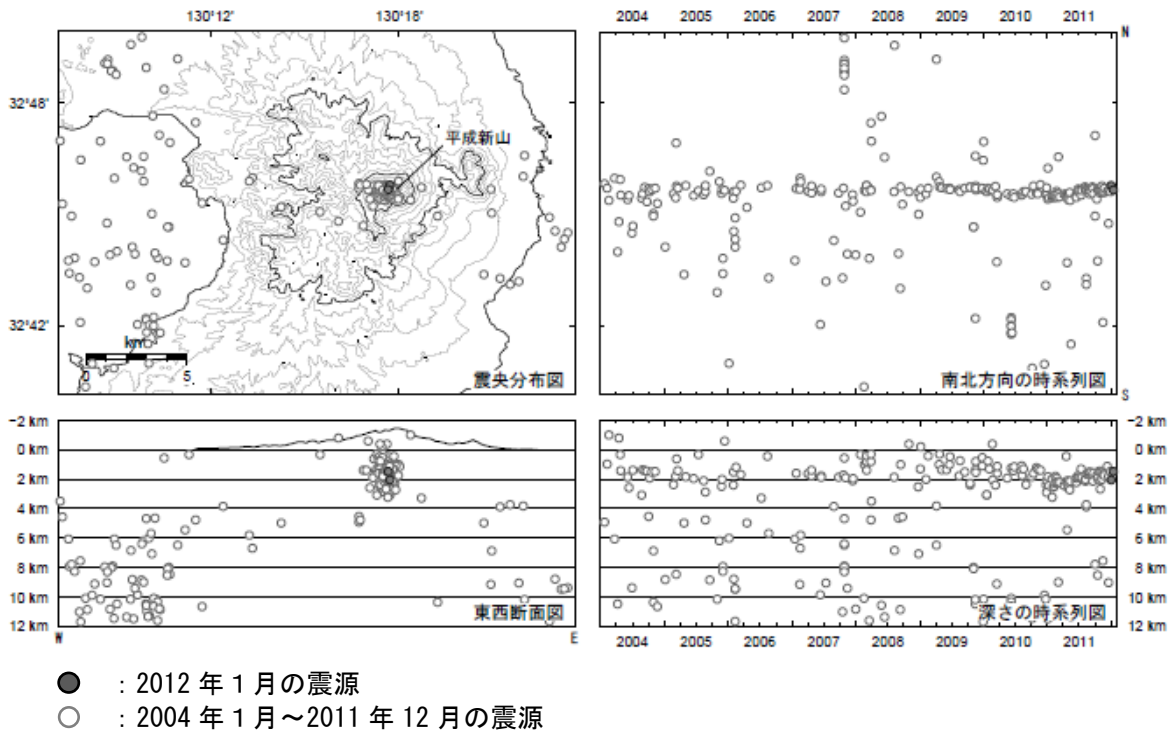 130°12′ 130°18′
2004 2005 2006 2007 2008 2009 2010 2011
N
32°48′
平成新山
32°42′
km
0 5
震央分布図
南北方向の時系列図
S
-2 km
0 km
2 km
4 km
6 km
8 km
10 km
12 km
東西断面図
W E
-2 km
0 km
2 km
4 km
6 km
8 km
10 km
12 km
深さの時系列図
2004 2005 2006 2007 2008 2009 2010 2011
：2012 年 1 月の震源
：2004 年 1 月～2011 年 12 月の震源